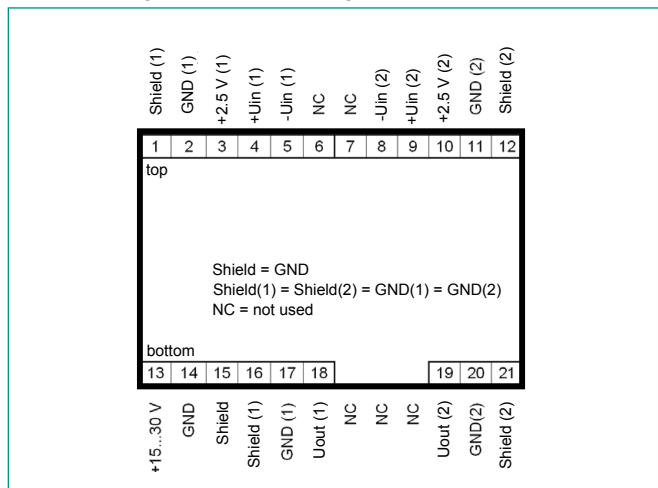 Shield (1)
GND (1)
+2.5 V (1)
+Uin (1)
-Uin (1)
NC
NC
-Uin (2)
+Uin (2)
+2.5 V (2)
GND (2)
Shield (2)
1 2 3 4 5 6 7 8 9 10 11 12
top
Shield = GND
Shield(1) = Shield(2) = GND(1) = GND(2)
NC = not used
bottom
13 14 15 16 17 18 19 20 21
+15...30 V
GND
Shield
Shield (1)
GND (1)
Uout (1)
NC
NC
NC
Uout (2)
GND(2)
Shield (2)